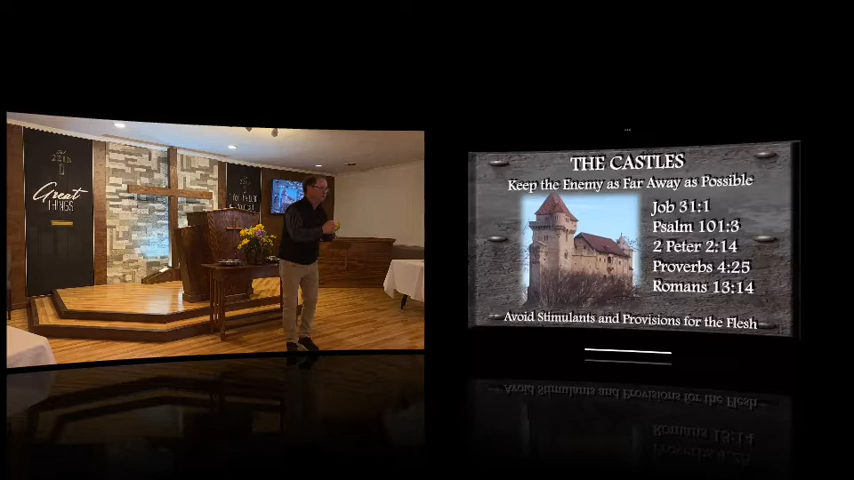 Great
THINGS
THE CASTLES
Keep the Enemy as Far Away as Possible
Job 31:1
Psalm 101:3
2 Peter 2:14
Proverbs 4:25
Romans 13:14
Avoid Stimulants and Provisions for the Flesh